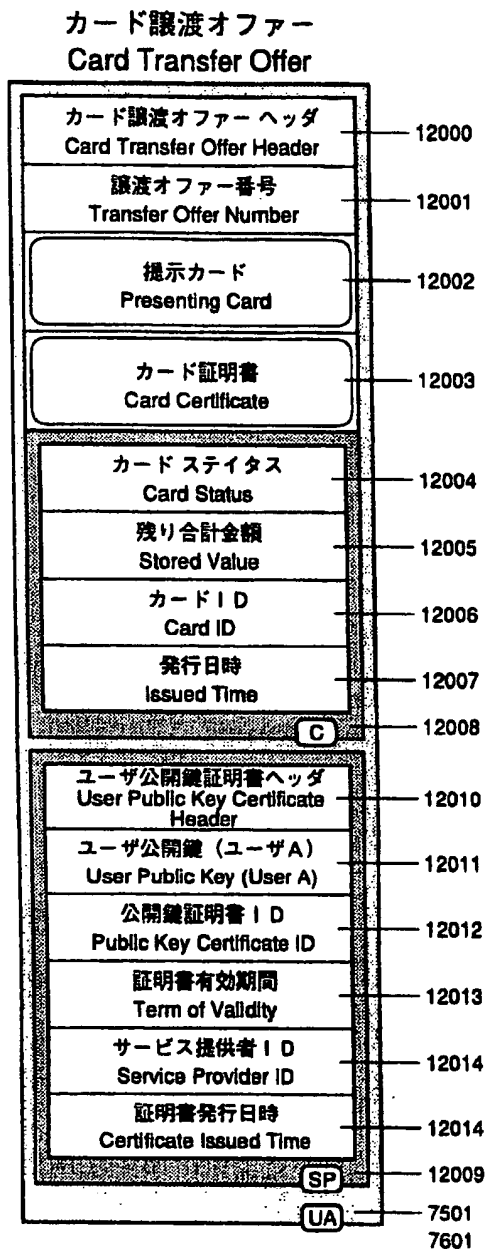 カード譲渡オファー
Card Transfer Offer
カード譲渡オファー ヘッダ
Card Transfer Offer Header
12000
譲渡オファー番号
Transfer Offer Number
12001
提示カード
Presenting Card
12002
カード証明書
Card Certificate
12003
カード ステイタス
Card Status
12004
残り合計金額
Stored Value
12005
カードID
Card ID
12006
発行日時
Issued Time
12007
C
12008
ユーザ公開鍵証明書ヘッダ
User Public Key Certificate
Header
12010
ユーザ公開鍵（ユーザA）
User Public Key (User A)
12011
公開鍵証明書ID
Public Key Certificate ID
12012
証明書有効期間
Term of Validity
12013
サービス提供者ID
Service Provider ID
12014
証明書発行日時
Certificate Issued Time
12014
SP
12009
UA
7501
7601